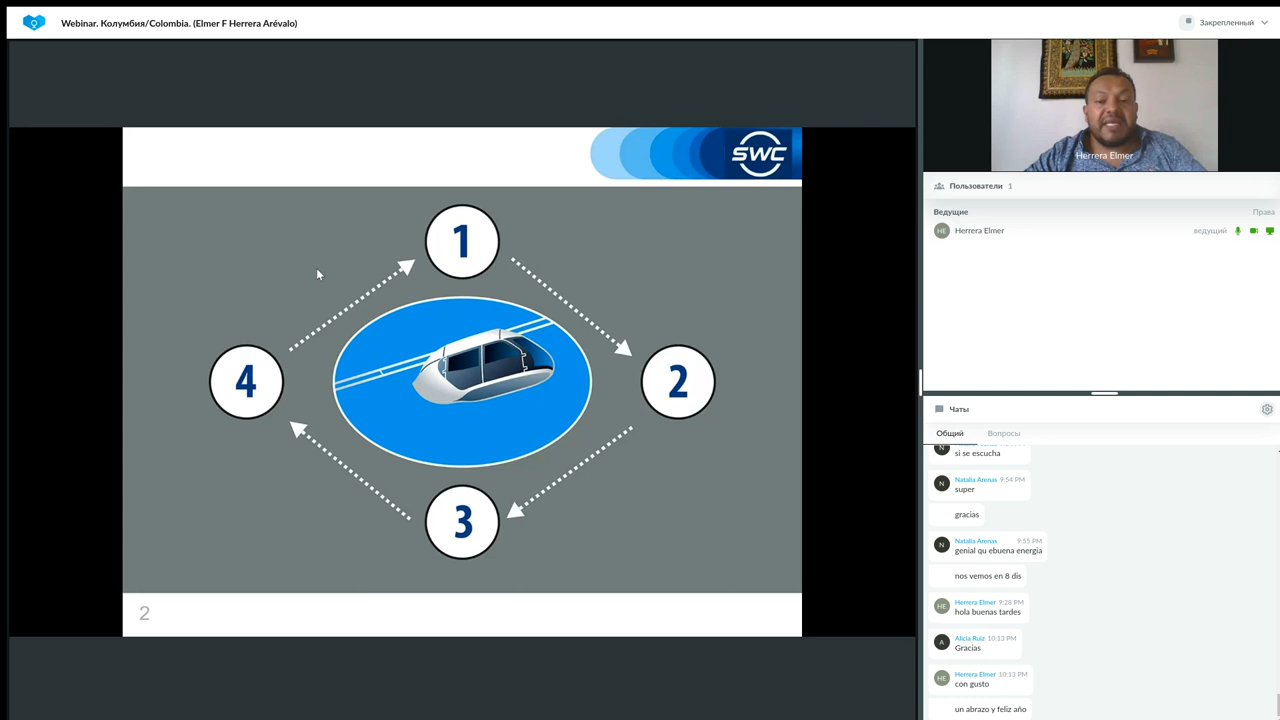 Webinar. Колумбия/Colombia. (Elmer F Herrera Arévalo)
Закрепленный
SWC
1
2
3
4
2
Herrera Elmer
Пользователи 1
Ведущие Права
HE Herrera Elmer ведущий
Чаты
Общий Вопросы
N
si se escucha
N Natalia Arenas 9:54 PM
super
gracias
N Natalia Arenas 9:55 PM
genial qu ebuena energia
nos vemos en 8 dis
HE Herrera Elmer 9:28 PM
hola buenas tardes
A Alicia Ruiz 10:13 PM
Gracias
HE Herrera Elmer 10:13 PM
con gusto
un abrazo y feliz año